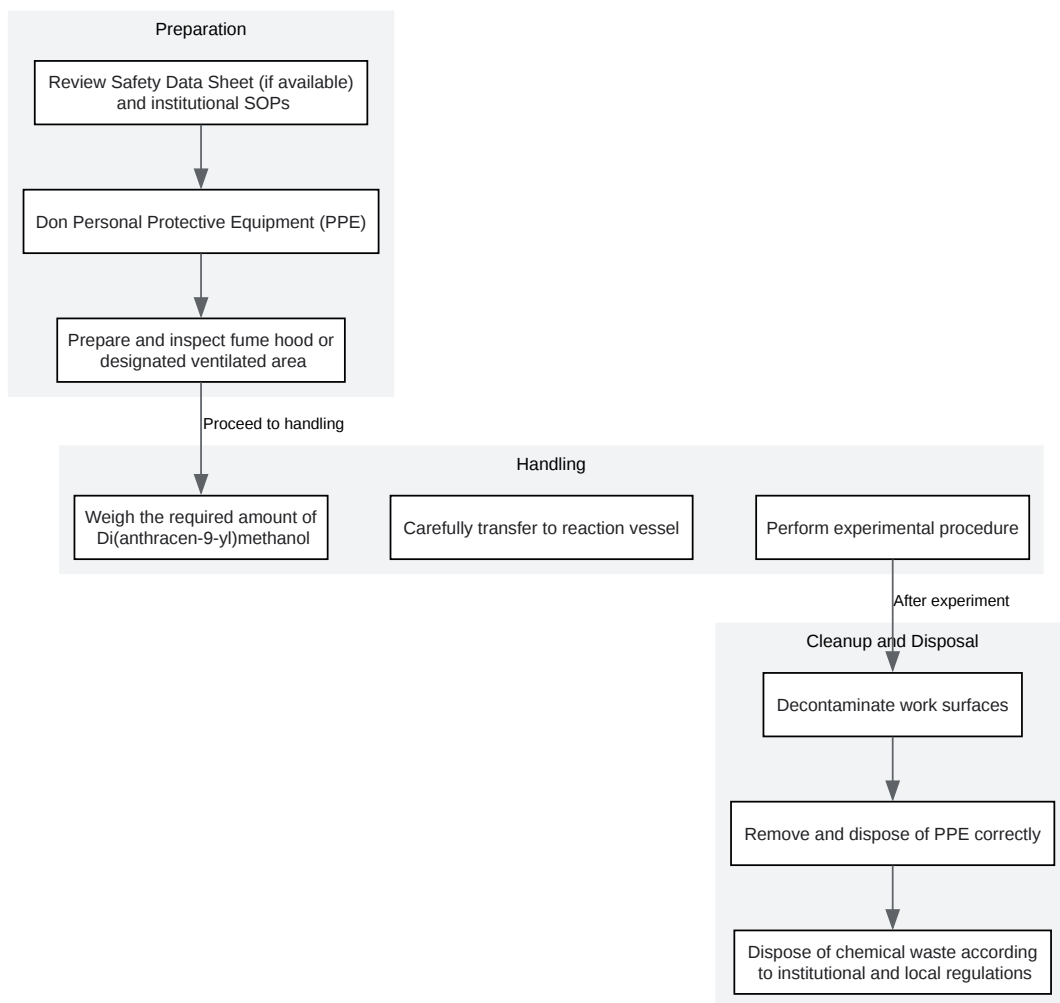 Preparation
Review Safety Data Sheet (if available)
and institutional SOPs
Don Personal Protective Equipment (PPE)
Prepare and inspect fume hood or
designated ventilated area
Proceed to handling
Handling
Weigh the required amount of
Di(anthracen-9-yl)methanol
Carefully transfer to reaction vessel
Perform experimental procedure
After experiment
Cleanup and Disposal
Decontaminate work surfaces
Remove and dispose of PPE correctly
Dispose of chemical waste according
to institutional and local regulations